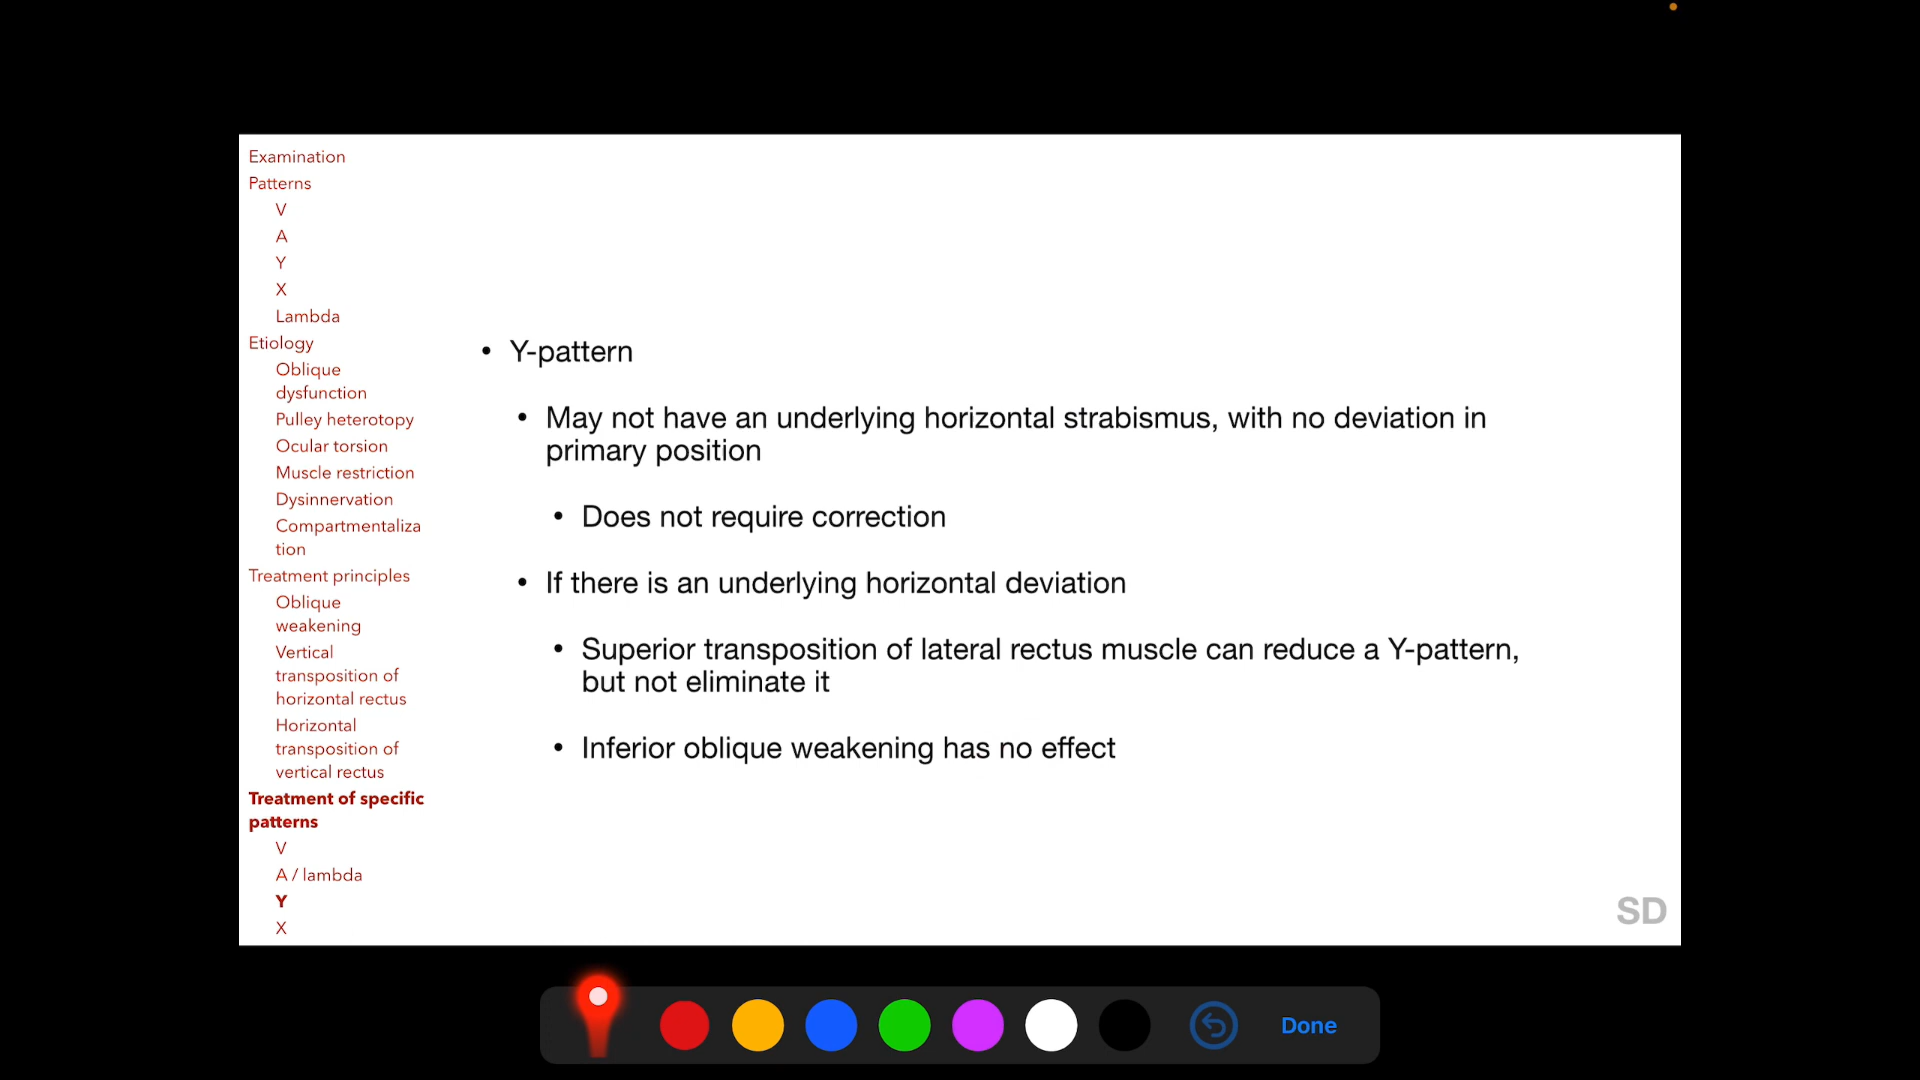 Examination
Patterns
V
A
Y
X
Lambda
Etiology
Oblique
dysfunction
Pulley heterotopy
Ocular torsion
Muscle restriction
Dysinnervation
Compartmentaliza
tion
Treatment principles
Oblique
weakening
Vertical
transposition of
horizontal rectus
Horizontal
transposition of
vertical rectus
Treatment of specific
patterns
V
A / lambda
Y
X
• Y-pattern
• May not have an underlying horizontal strabismus, with no deviation in
primary position
• Does not require correction
• If there is an underlying horizontal deviation
• Superior transposition of lateral rectus muscle can reduce a Y-pattern,
but not eliminate it
• Inferior oblique weakening has no effect
SD
Done